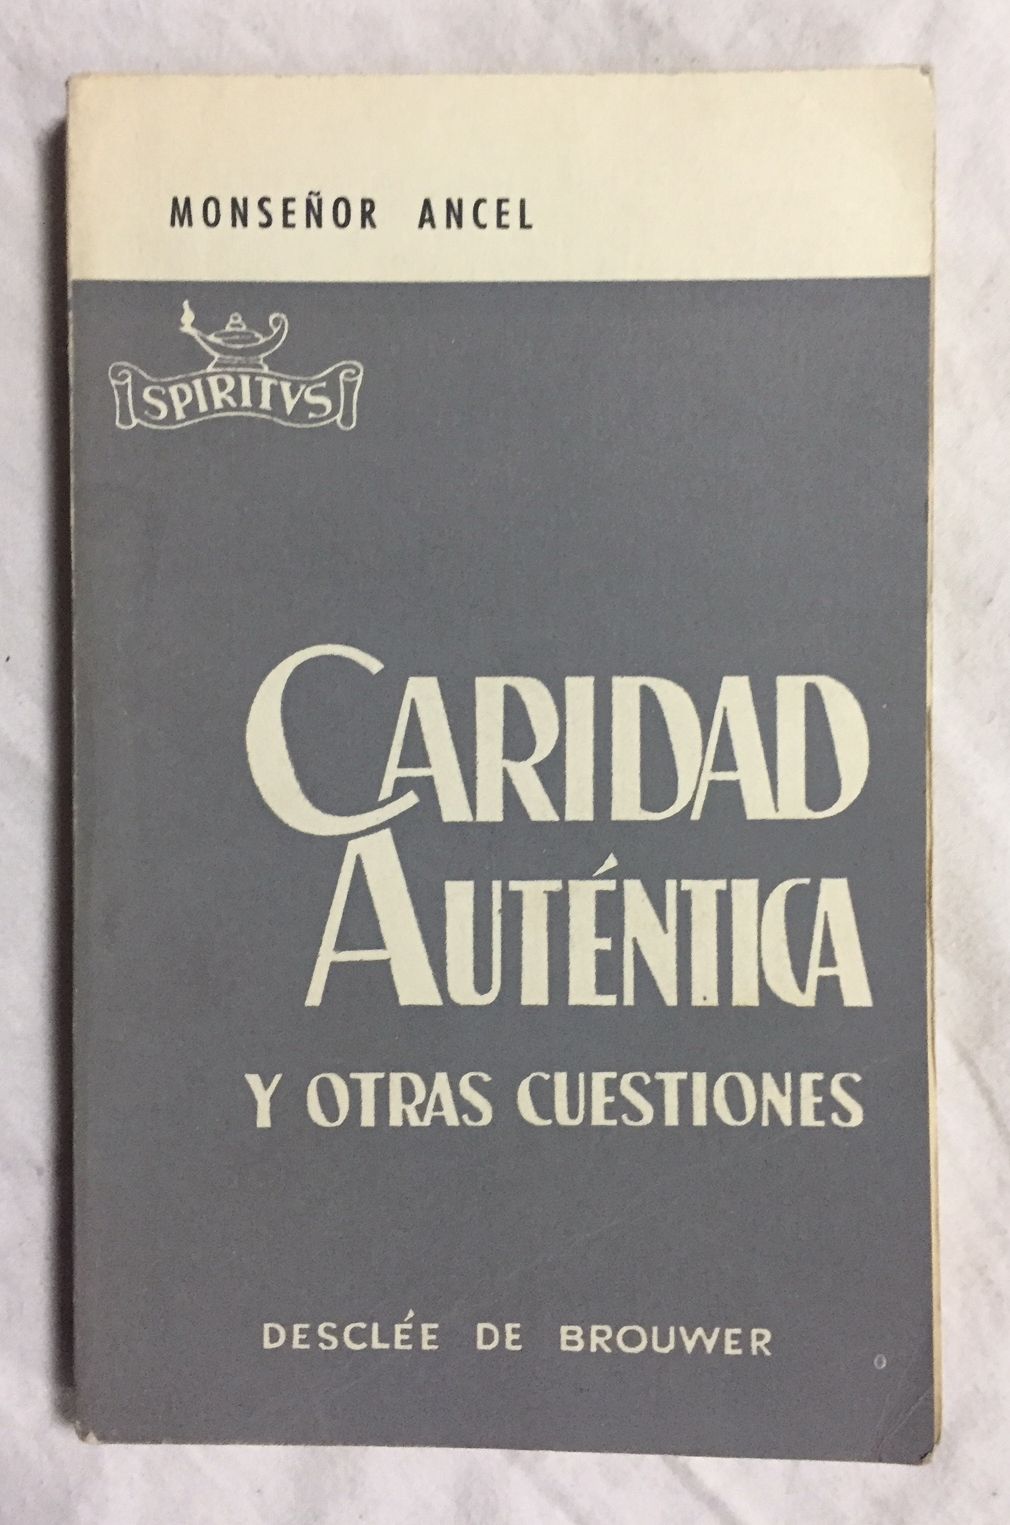 MONSEÑOR ANCEL
SPIRITVS
CARIDAD
AUTÉNTICA
Y OTRAS CUESTIONES
DESCLÉE DE BROUWER